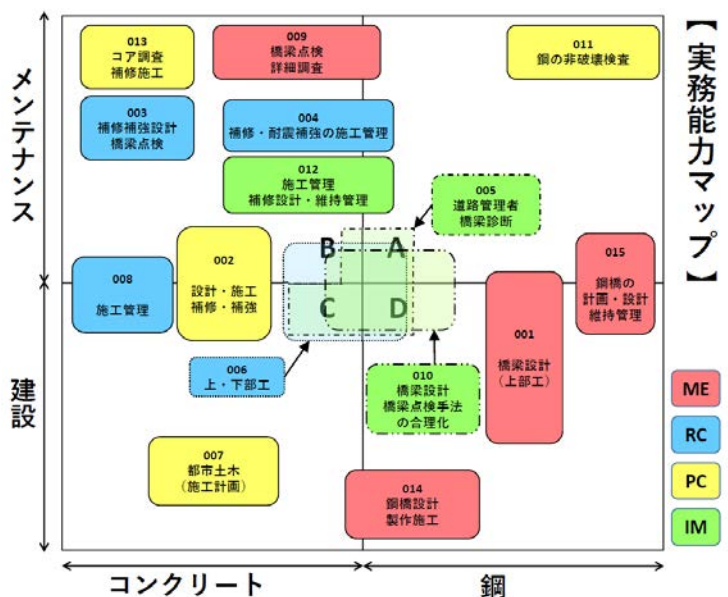 メンテナンス
建設
013
コア調査
補修施工
009
橋梁点検
詳細調査
011
鋼の非破壊検査
003
補修補強設計
橋梁点検
004
補修・耐震補強の施工管理
012
施工管理
補修設計・維持管理
005
道路管理者
橋梁診断
B
A
C
D
008
施工管理
002
設計・施工
補修・補強
015
鋼橋の
計画・設計
維持管理
001
橋梁設計
(上部工)
006
上・下部工
010
橋梁設計
橋梁点検手法
の合理化
007
都市土木
(施工計画)
014
鋼橋設計
製作施工
コンクリート
鋼
【実務能力マップ】
ME
RC
PC
IM